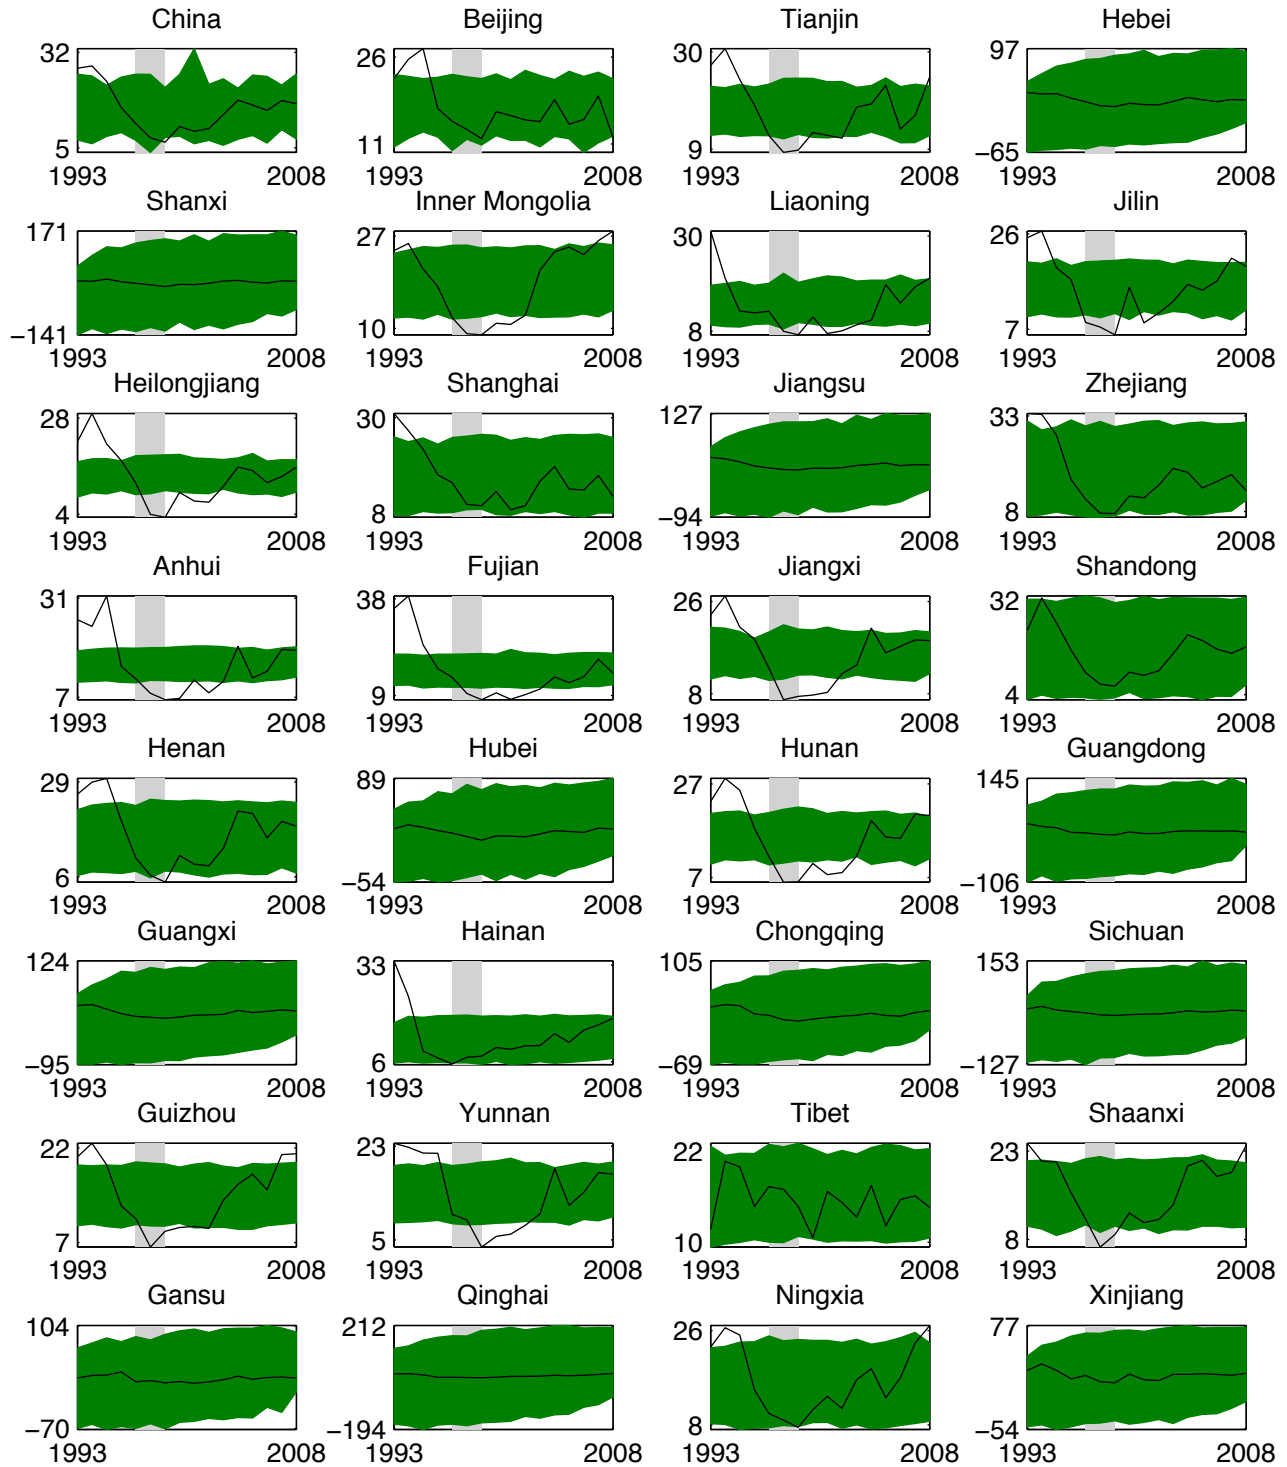 China Beijing Tianjin Hebei
32 26 30 97
5 11 9 −65
1993 2008 1993 2008 1993 2008 1993 2008
Shanxi Inner Mongolia Liaoning Jilin
171 27 30 26
−141 10 8 7
1993 2008 1993 2008 1993 2008 1993 2008
Heilongjiang Shanghai Jiangsu Zhejiang
28 30 127 33
4 8 −94 8
1993 2008 1993 2008 1993 2008 1993 2008
Anhui Fujian Jiangxi Shandong
31 38 26 32
7 9 8 4
1993 2008 1993 2008 1993 2008 1993 2008
Henan Hubei Hunan Guangdong
29 89 27 145
6 −54 7 −106
1993 2008 1993 2008 1993 2008 1993 2008
Guangxi Hainan Chongqing Sichuan
124 33 105 153
−95 6 −69 −127
1993 2008 1993 2008 1993 2008 1993 2008
Guizhou Yunnan Tibet Shaanxi
22 23 22 23
7 5 10 8
1993 2008 1993 2008 1993 2008 1993 2008
Gansu Qinghai Ningxia Xinjiang
104 212 26 77
−70 −194 8 −54
1993 2008 1993 2008 1993 2008 1993 2008